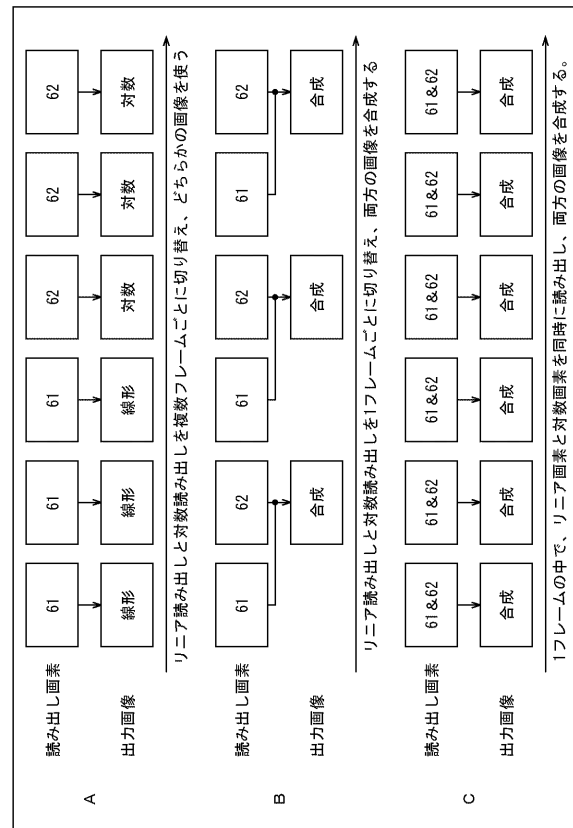 A
読み出し画素
61
61
61
62
62
62
出力画像
線形
線形
線形
対数
対数
対数
リニア読み出しと対数読み出しを複数フレームごとに切り替え、どちらかの画像を使う
B
読み出し画素
61
62
61
62
61
62
出力画像
合成
合成
合成
リニア読み出しと対数読み出しを1フレームごとに切り替え、両方の画像を合成する
C
読み出し画素
61&62
61&62
61&62
61&62
61&62
61&62
出力画像
合成
合成
合成
合成
合成
合成
1フレームの中で、リニア画素と対数画素を同時に読み出し、両方の画像を合成する。